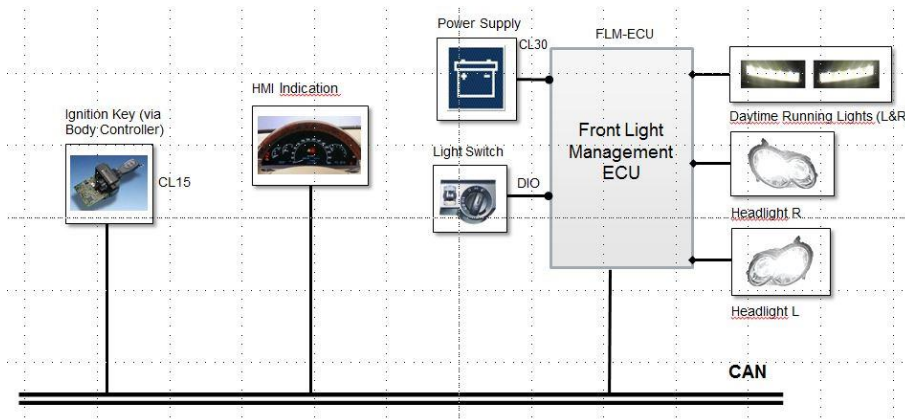 Power Supply
CL30
FLM-ECU
HMI Indication
Ignition Key (via
Body Controller)
CL15
Light Switch
DIO
Front Light
Management
ECU
Daytime Running Lights (L&R
Headlight R
Headlight L
CAN